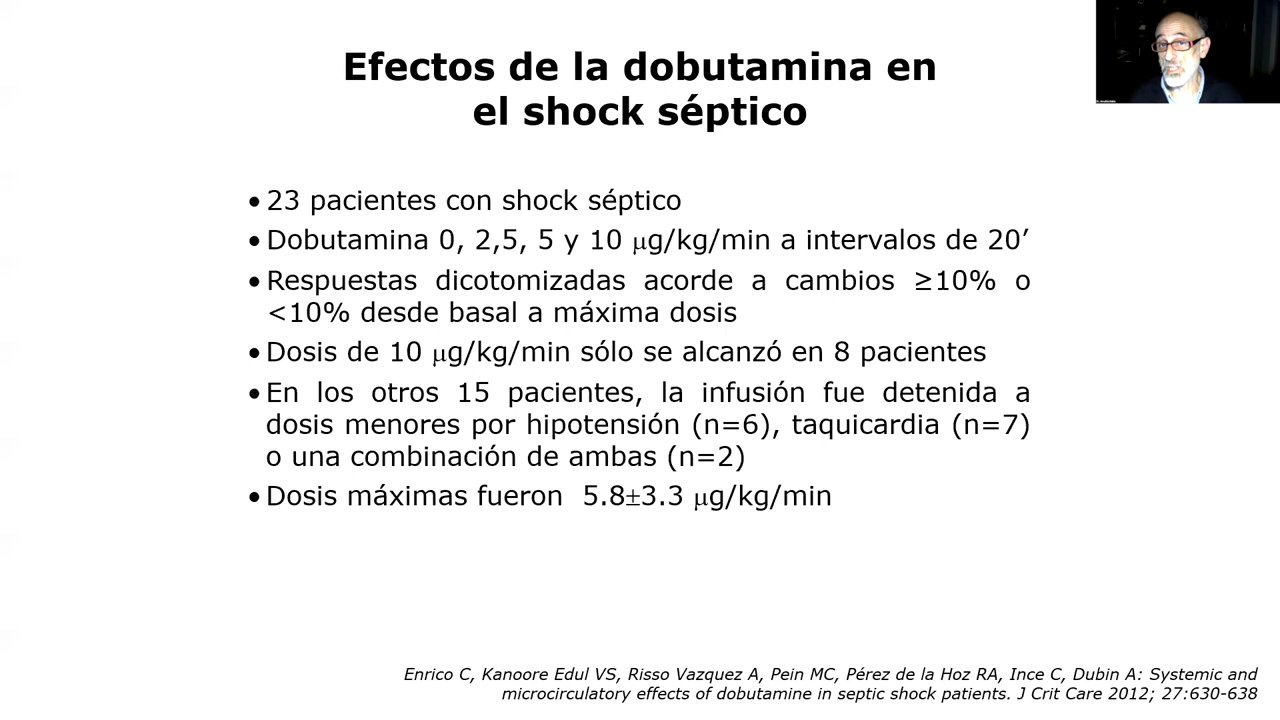 Efectos de la dobutamina en
el shock séptico
•23 pacientes con shock séptico
•Dobutamina 0, 2,5, 5 y 10 µg/kg/min a intervalos de 20’
•Respuestas dicotomizadas acorde a cambios ≥10% o
<10% desde basal a máxima dosis
•Dosis de 10 µg/kg/min sólo se alcanzó en 8 pacientes
•En los otros 15 pacientes, la infusión fue detenida a
dosis menores por hipotensión (n=6), taquicardia (n=7)
o una combinación de ambas (n=2)
•Dosis máximas fueron 5.8±3.3 µg/kg/min
Enrico C, Kanoore Edul VS, Risso Vazquez A, Pein MC, Pérez de la Hoz RA, Ince C, Dubin A: Systemic and
microcirculatory effects of dobutamine in septic shock patients. J Crit Care 2012; 27:630-638